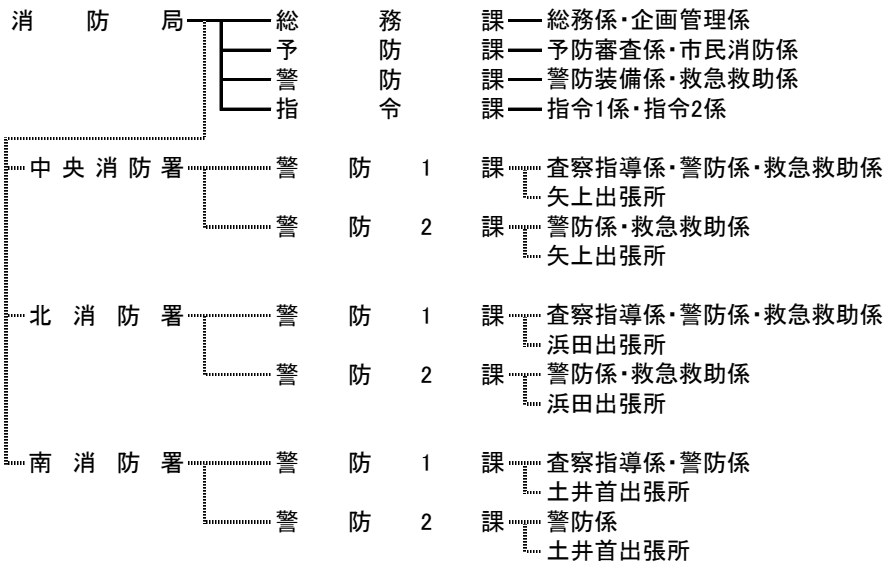 消防局 総務課 総務係・企画管理係
予防課 予防審査係・市民消防係
警防課 警防装備係・救急救助係
指令課 指令1係・指令2係
中央消防署 警防1課 査察指導係・警防係・救急救助係
矢上出張所
警防2課 警防係・救急救助係
矢上出張所
北消防署 警防1課 査察指導係・警防係・救急救助係
浜田出張所
警防2課 警防係・救急救助係
浜田出張所
南消防署 警防1課 査察指導係・警防係
土井首出張所
警防2課 警防係
土井首出張所